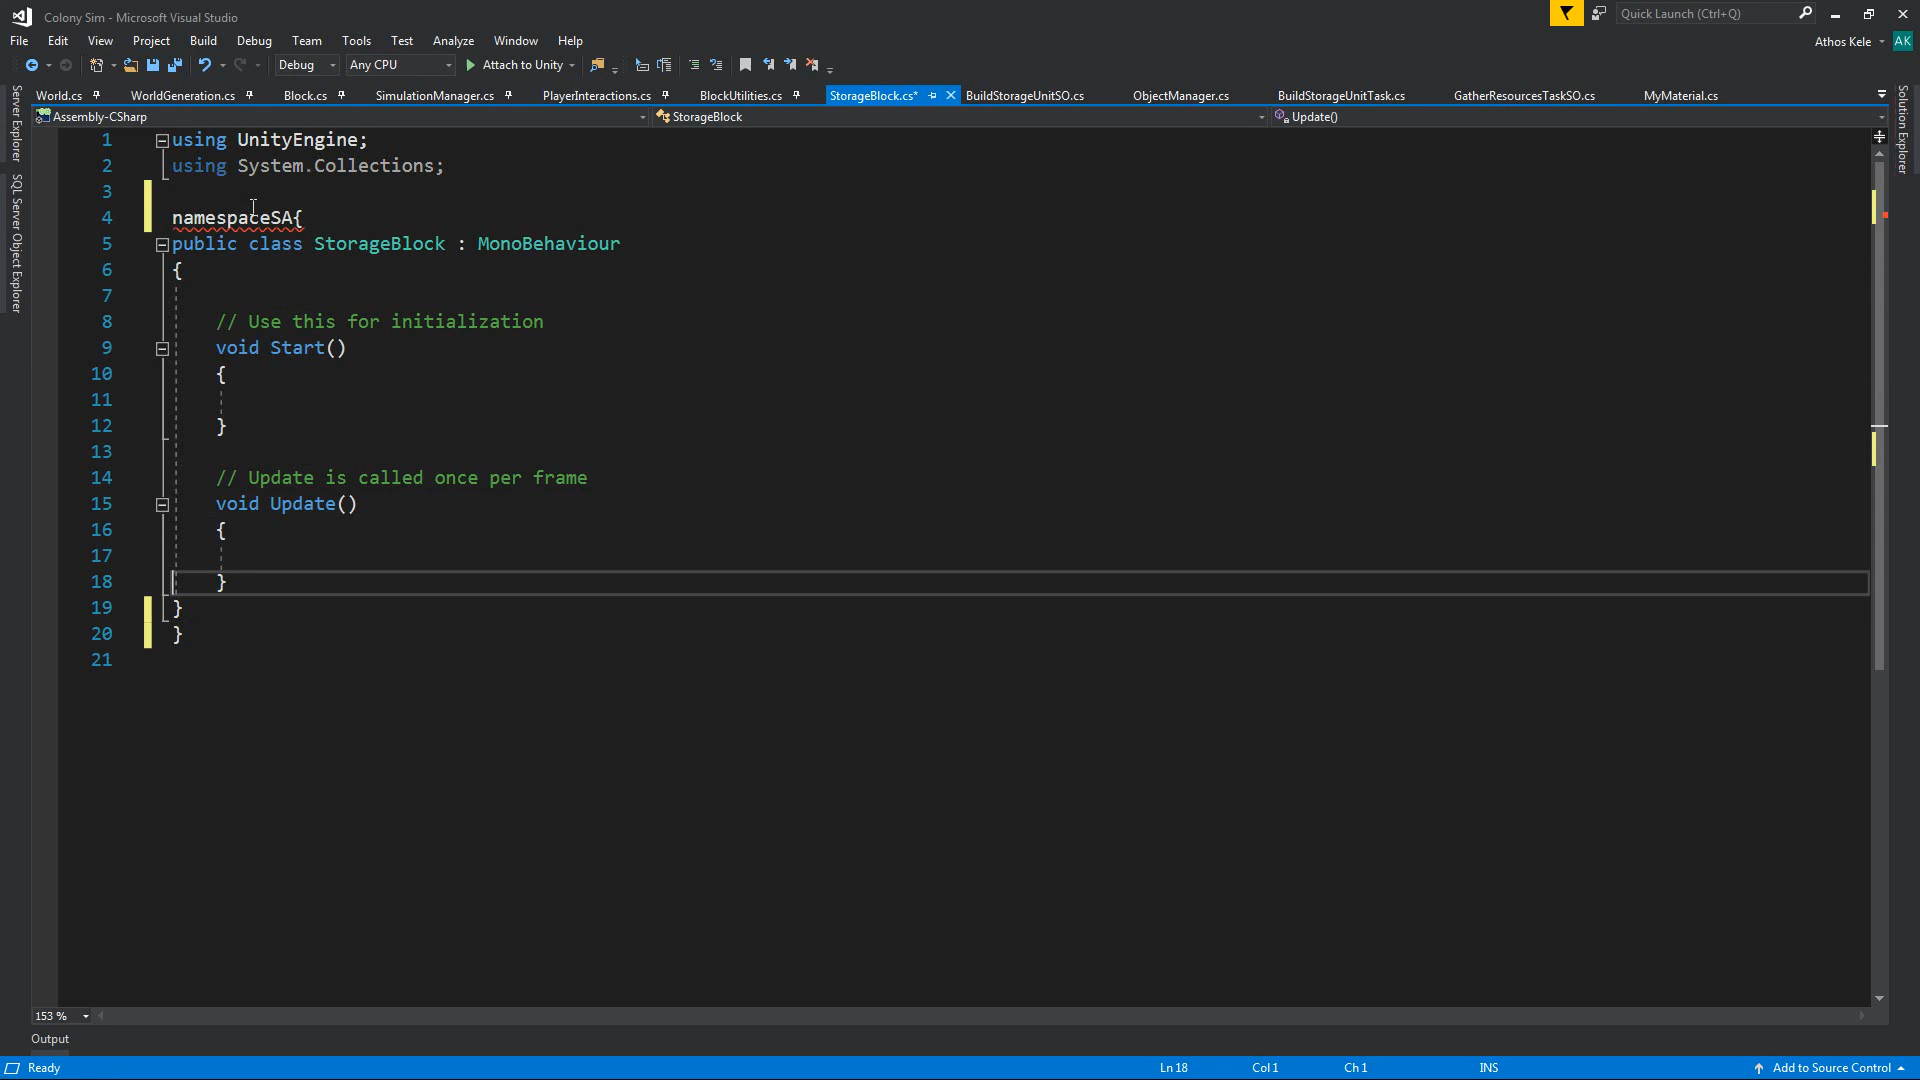 Colony Sim - Microsoft Visual Studio
Quick Launch (Ctrl+Q)
File Edit View Project Build Debug Team Tools Test Analyze Window Help
Athos Kele AK
Debug Any CPU Attach to Unity
World.cs WorldGeneration.cs Block.cs SimulationManager.cs PlayerInteractions.cs BlockUtilities.cs StorageBlock.cs* BuildStorageUnitSO.cs ObjectManager.cs BuildStorageUnitTask.cs GatherResourcesTaskSO.cs MyMaterial.cs
Assembly-CSharp StorageBlock Update()
Server Explorer
SQL Server Object Explorer
Solution Explorer
1 using UnityEngine;
2 using System.Collections;
3
4 namespaceSA{
5 public class StorageBlock : MonoBehaviour
6 {
7
8 // Use this for initialization
9 void Start()
10 {
11
12 }
13
14 // Update is called once per frame
15 void Update()
16 {
17
18 }
19 }
20 }
21
153 %
Output
Ready Ln 18 Col 1 Ch 1 INS Add to Source Control